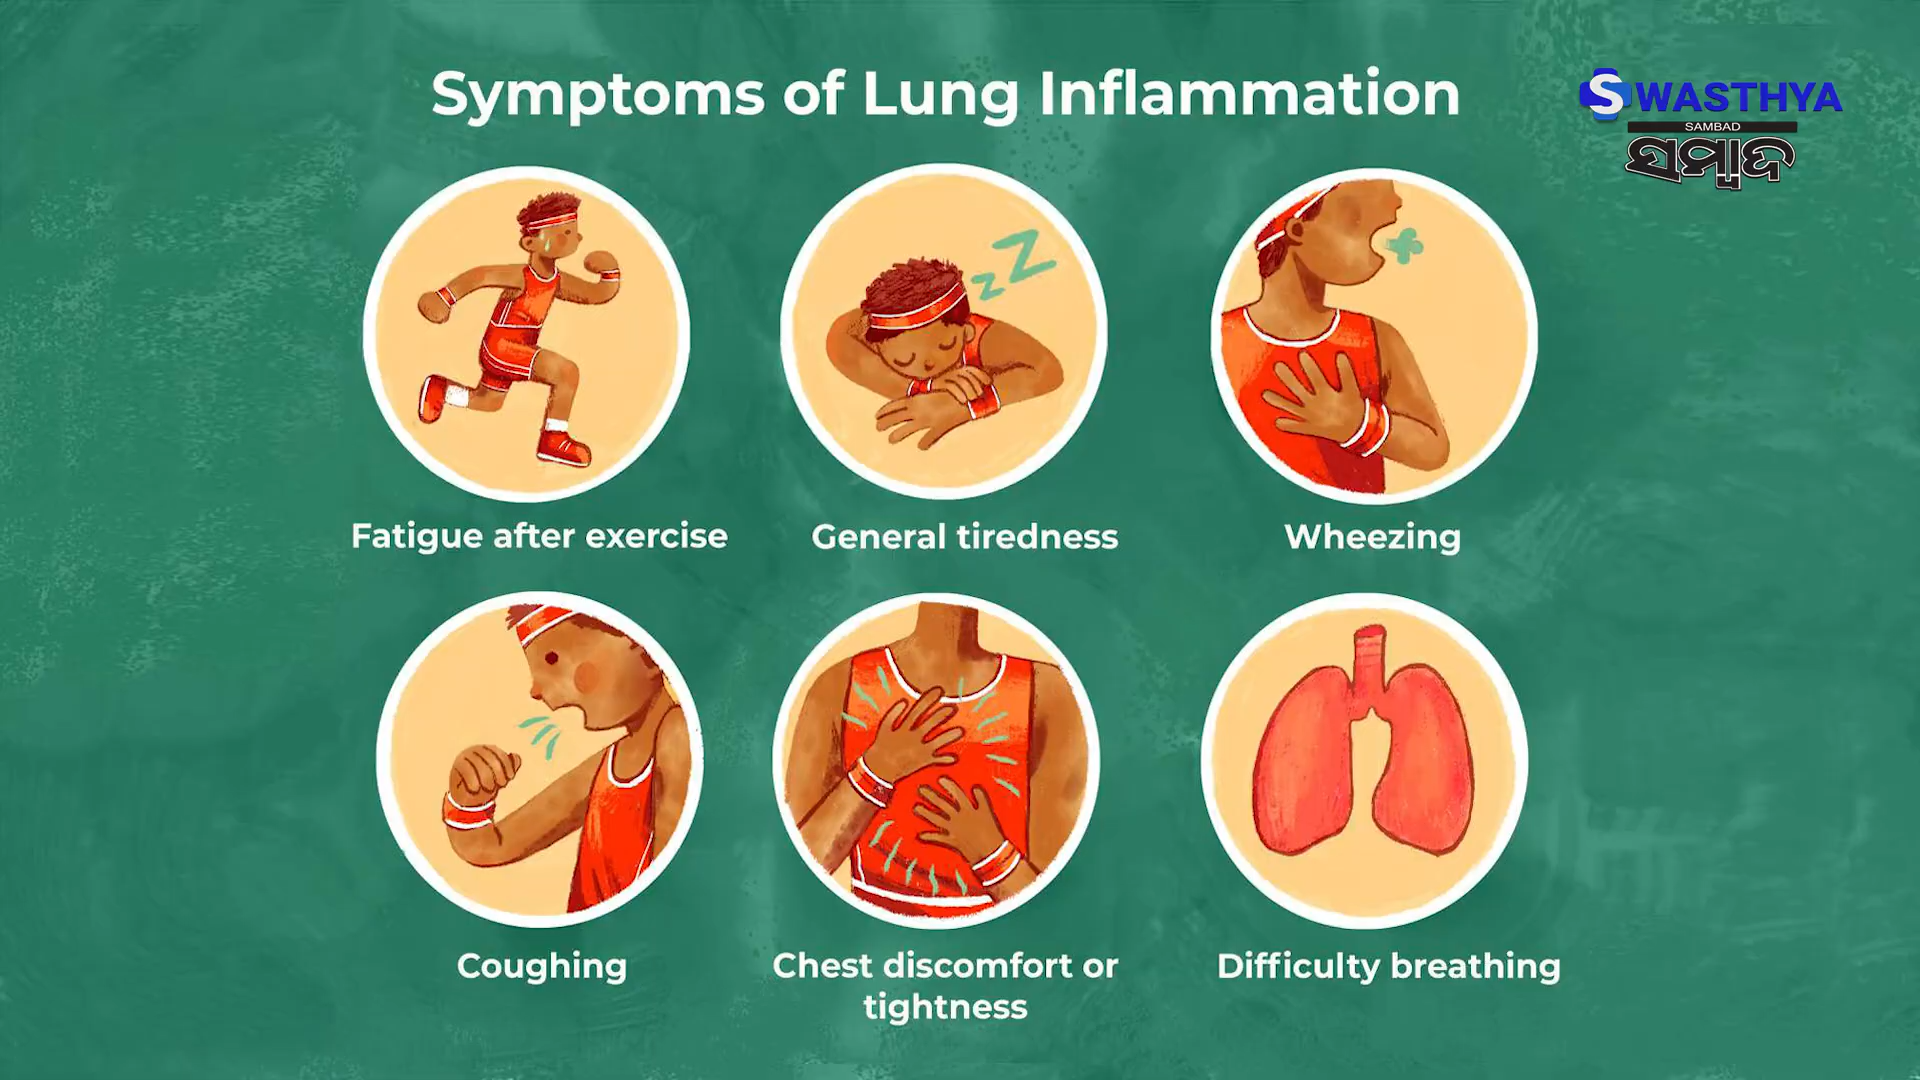 Symptoms of Lung Inflammation
SWASTHYA
SAMBAD
ସମ୍ବାଦ
zZ
Fatigue after exercise
General tiredness
Wheezing
Coughing
Chest discomfort or
tightness
Difficulty breathing